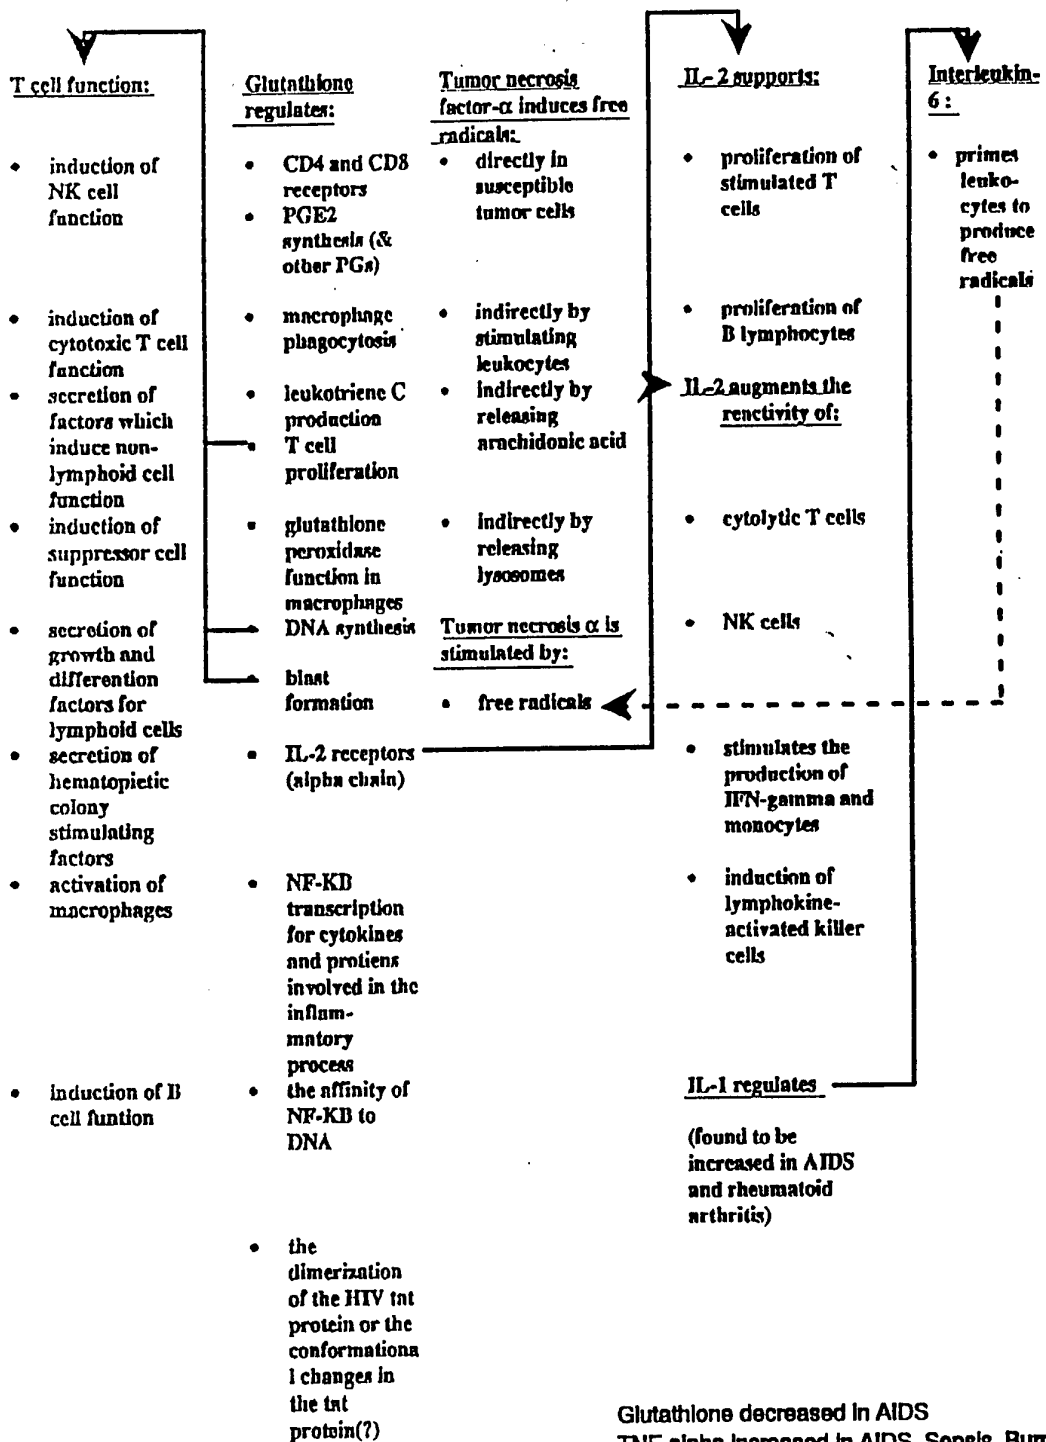 T cell function:
• induction of
NK cell
function
• induction of
cytotoxic T cell
function
• secretion of
factors which
induce non-
lymphoid cell
function
• induction of
suppressor cell
function
• secretion of
growth and
differention
factors for
lymphoid cells
• secretion of
hematopietic
colony
stimulating
factors
• activation of
macrophages
• induction of B
cell funtion
Glutathione
regulates:
• CD4 and CD8
receptors
• PGE2
synthesis (&
other PGs)
• macrophage
phagocytosis
• leukotriene C
production
• T cell
proliferation
• glutathione
peroxidase
function in
macrophages
• DNA synthesis
• blast
formation
• IL-2 receptors
(alpha chain)
• NF-KB
transcription
for cytokines
and protiens
involved in the
inflam-
matory
process
• the affinity of
NF-KB to
DNA
• the
dimerization
of the HIV tat
protein or the
conformationa
l changes in
the tat
protein(?)
Tumor necrosis
factor-α induces free
radicals:
• directly in
susceptible
tumor cells
• indirectly by
stimulating
leukocytes
• indirectly by
releasing
arachidonic acid
• indirectly by
releasing
lysosomes
Tumor necrosis α is
stimulated by:
• free radicals
IL-2 supports:
• proliferation of
stimulated T
cells
• proliferation of
B lymphocytes
IL-2 augments the
reactivity of:
• cytolytic T cells
• NK cells
• stimulates the
production of
IFN-gamma and
monocytes
• induction of
lymphokine-
activated killer
cells
IL-1 regulates
(found to be
increased in AIDS
and rheumatoid
arthritis)
Interleukin-
6 :
• primes
leuko-
cytes to
produce
free
radicals
Glutathione decreased in AIDS
TNF alpha increased in AIDS, Sepsis,